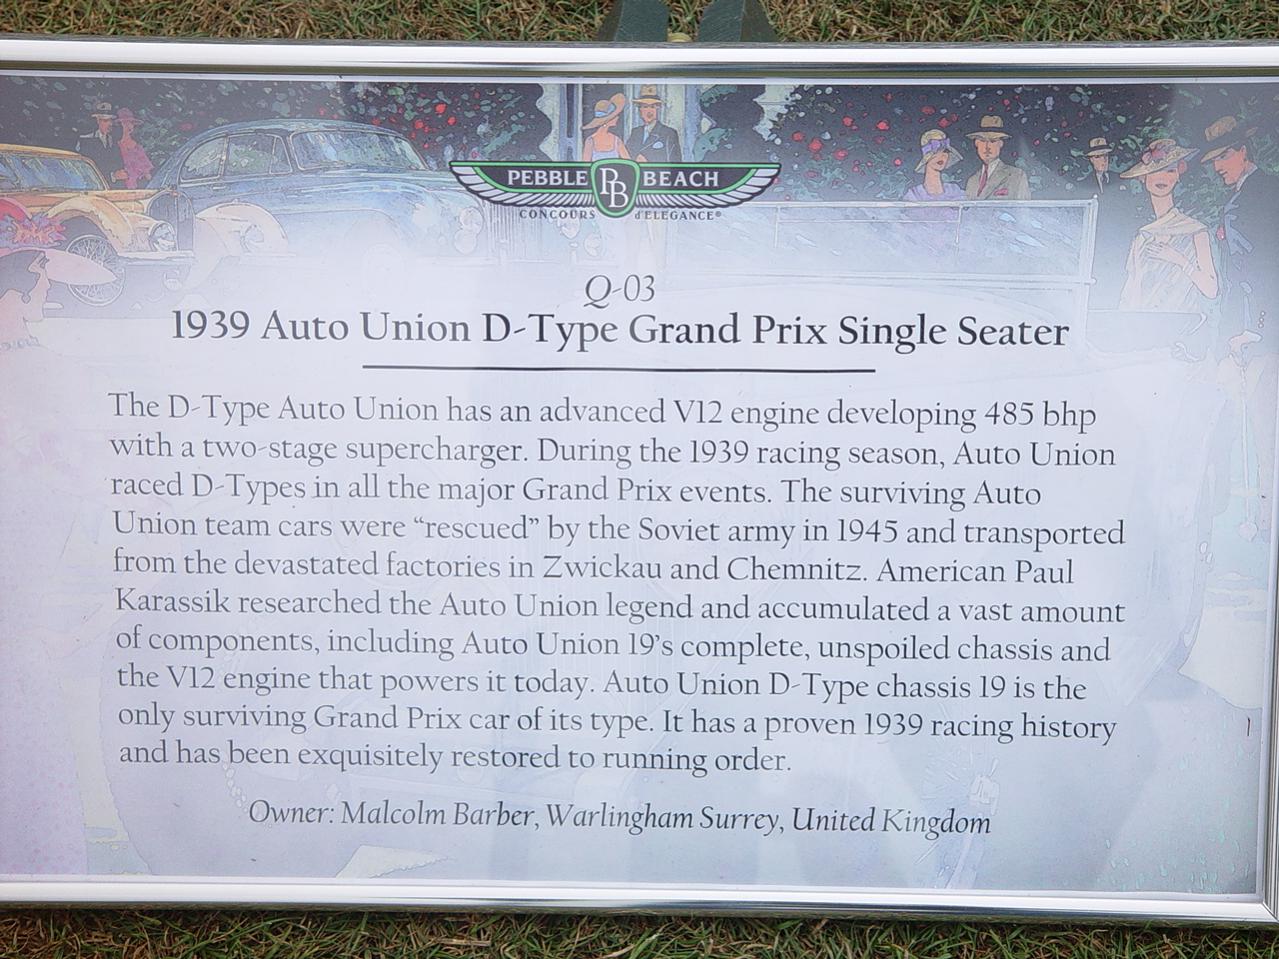 PEBBLE PB BEACH
CONCOURS d'ELEGANCE®
Q-03
1939 Auto Union D-Type Grand Prix Single Seater
The D-Type Auto Union has an advanced V12 engine developing 485 bhp
with a two-stage supercharger. During the 1939 racing season, Auto Union
raced D-Types in all the major Grand Prix events. The surviving Auto
Union team cars were “rescued” by the Soviet army in 1945 and transported
from the devastated factories in Zwickau and Chemnitz. American Paul
Karassik researched the Auto Union legend and accumulated a vast amount
of components, including Auto Union 19’s complete, unspoiled chassis and
the V12 engine that powers it today. Auto Union D-Type chassis 19 is the
only surviving Grand Prix car of its type. It has a proven 1939 racing history
and has been exquisitely restored to running order.
Owner: Malcolm Barber, Warlingham Surrey, United Kingdom